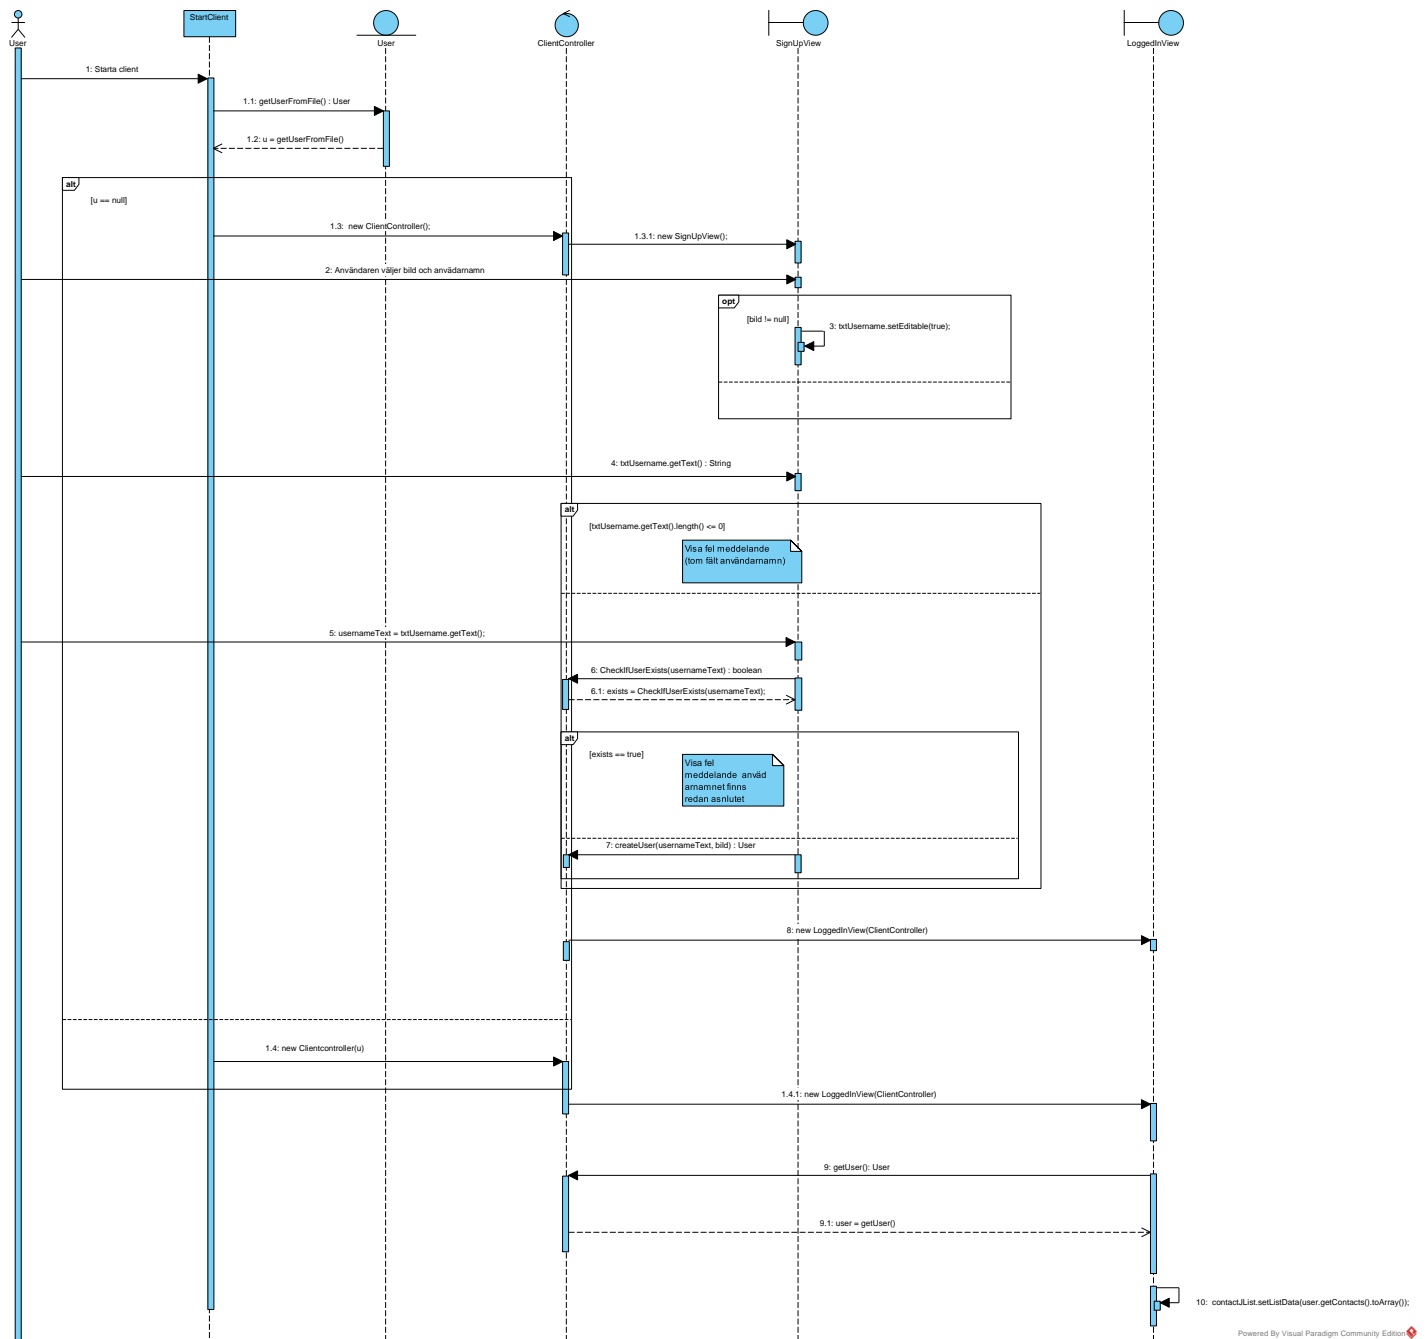 StartClient
User
User
ClientController
SignUpView
LoggedInView
1: Starta client
1.1: getUserFromFile() : User
1.2: u = getUserFromFile()
alt
[u == null]
1.3: new ClientController();
1.3.1: new SignUpView();
2: Användaren väljer bild och anvädarnamn
opt
[bild != null]
3: txtUsername.setEditable(true);
4: txtUsername.getText() : String
alt
[txtUsername.getText().length() <= 0]
Visa fel meddelande
(tom fält användarnamn)
5: usernameText = txtUsername.getText();
6: CheckIfUserExists(usernameText) : boolean
6.1: exists = CheckIfUserExists(usernameText);
alt
[exists == true]
Visa fel
meddelande anväd
arnamnet finns
redan asnlutet
7: createUser(usernameText, bild) : User
8: new LoggedInView(ClientController)
1.4: new Clientcontroller(u)
1.4.1: new LoggedInView(ClientController)
9: getUser(): User
9.1: user = getUser()
10: contactJList.setListData(user.getContacts().toArray());
Powered By Visual Paradigm Community Edition